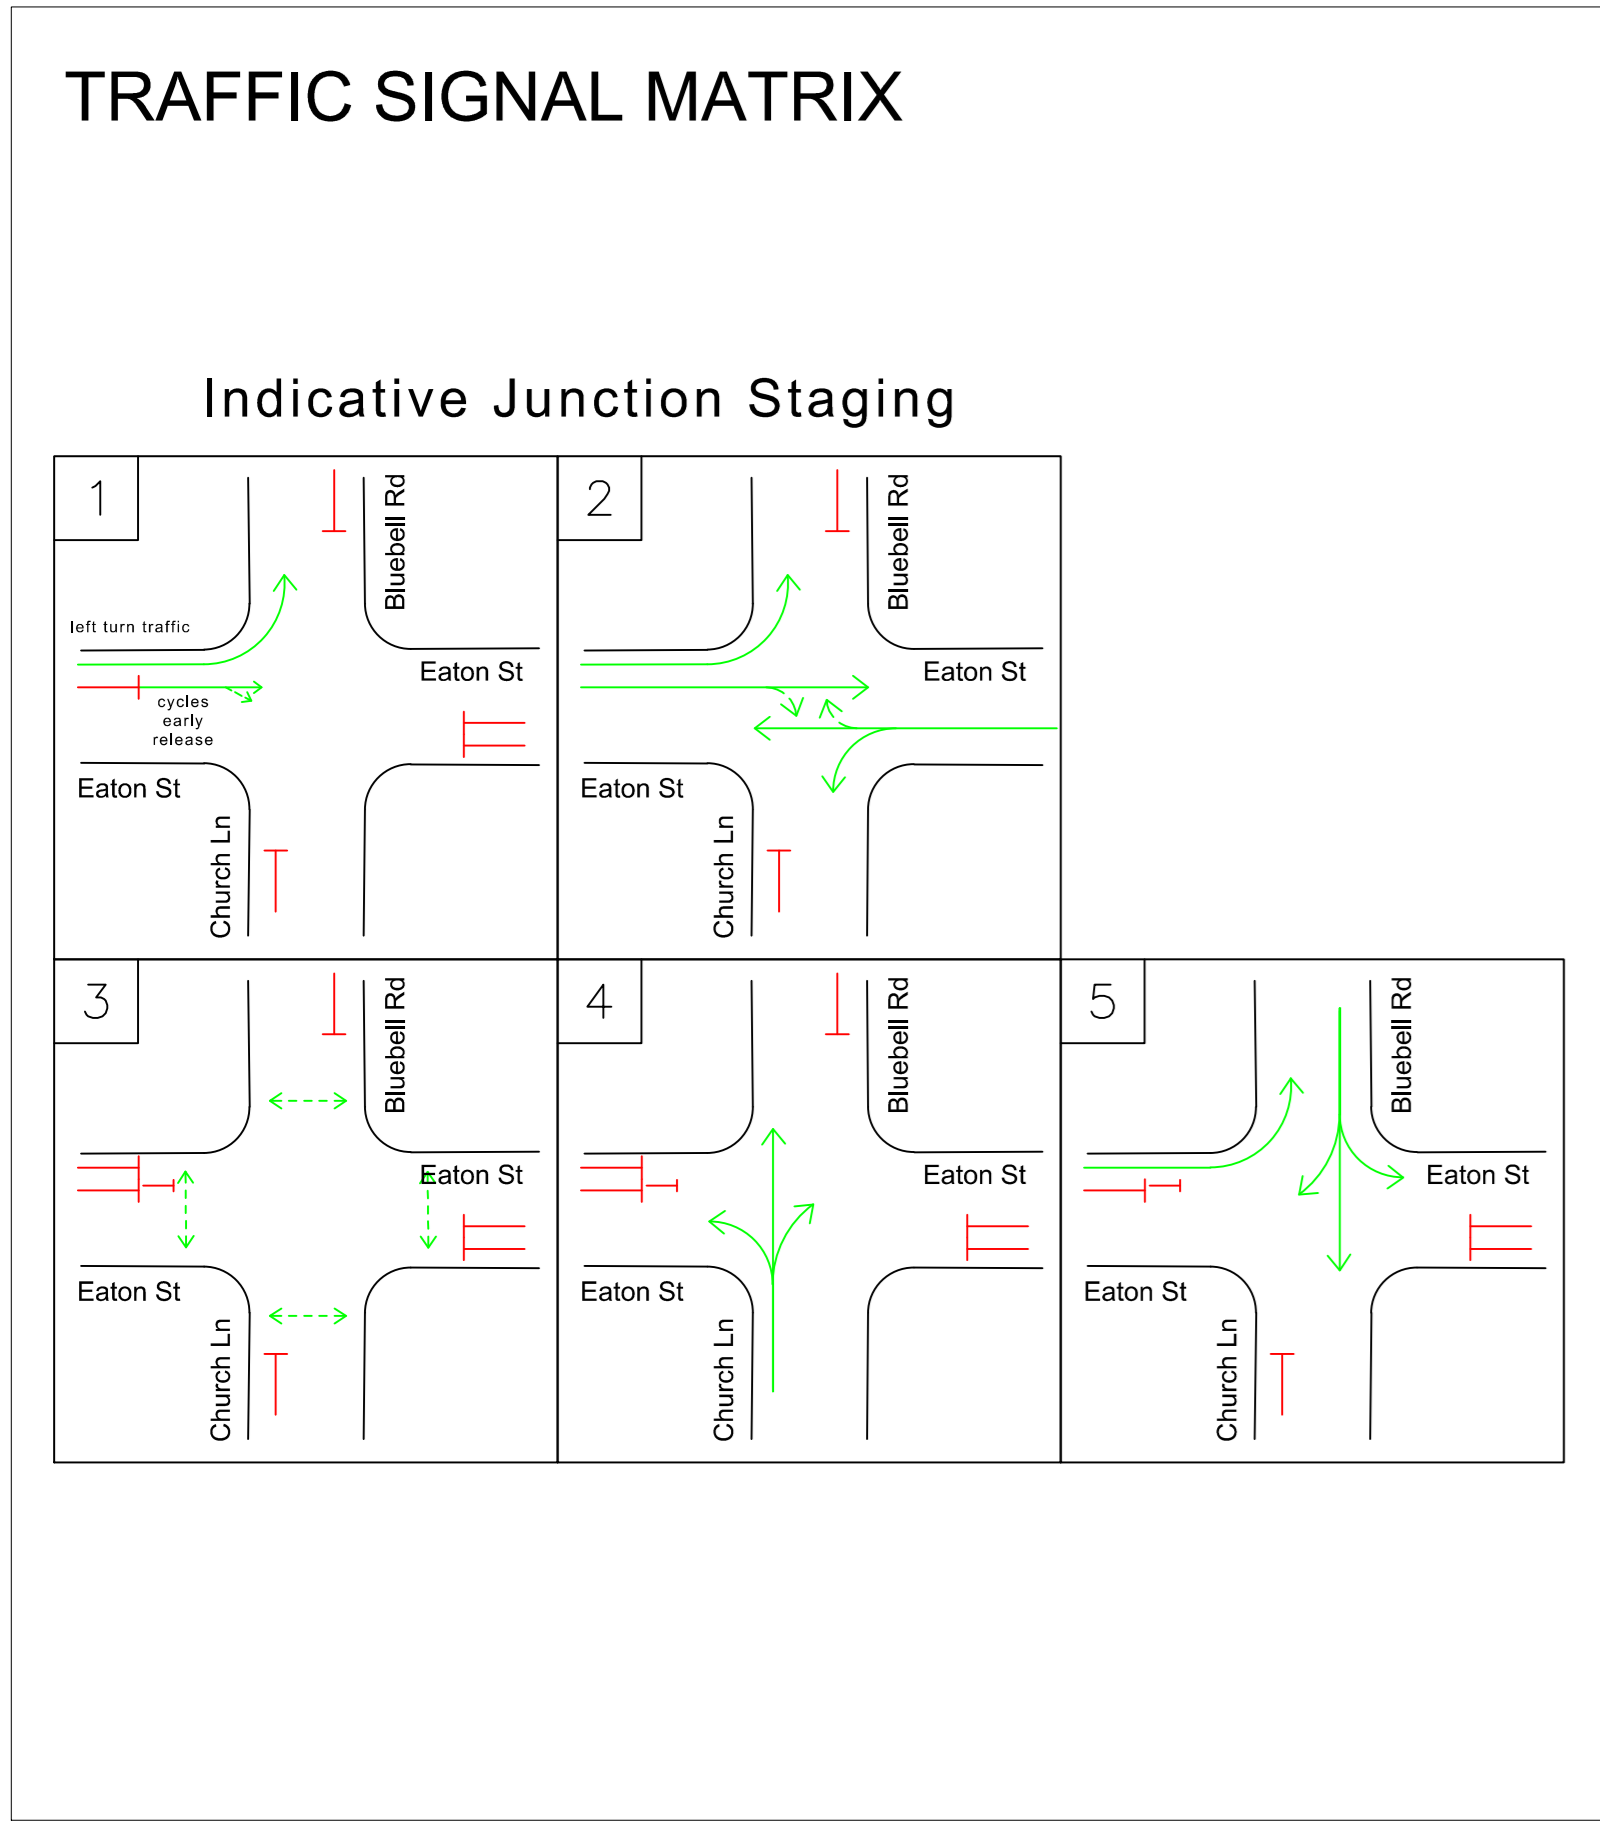 TRAFFIC SIGNAL MATRIX
Indicative Junction Staging
1
Bluebell Rd
left turn traffic
Eaton St
cycles
early
release
Eaton St
Church Ln
2
Bluebell Rd
Eaton St
Eaton St
Church Ln
3
Bluebell Rd
Eaton St
Eaton St
Church Ln
4
Bluebell Rd
Eaton St
Eaton St
Church Ln
5
Bluebell Rd
Eaton St
Eaton St
Church Ln